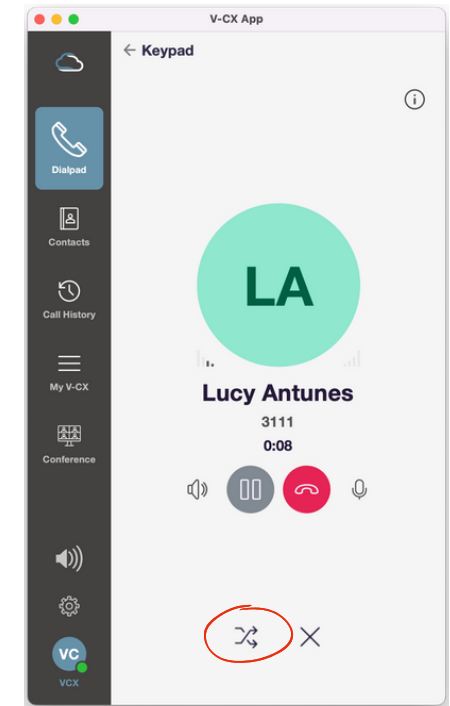 V-CX App
← Keypad
Dialpad
Contacts
Call History
My V-CX
Conference
VC
VCX
LA
Lucy Antunes
3111
0:08